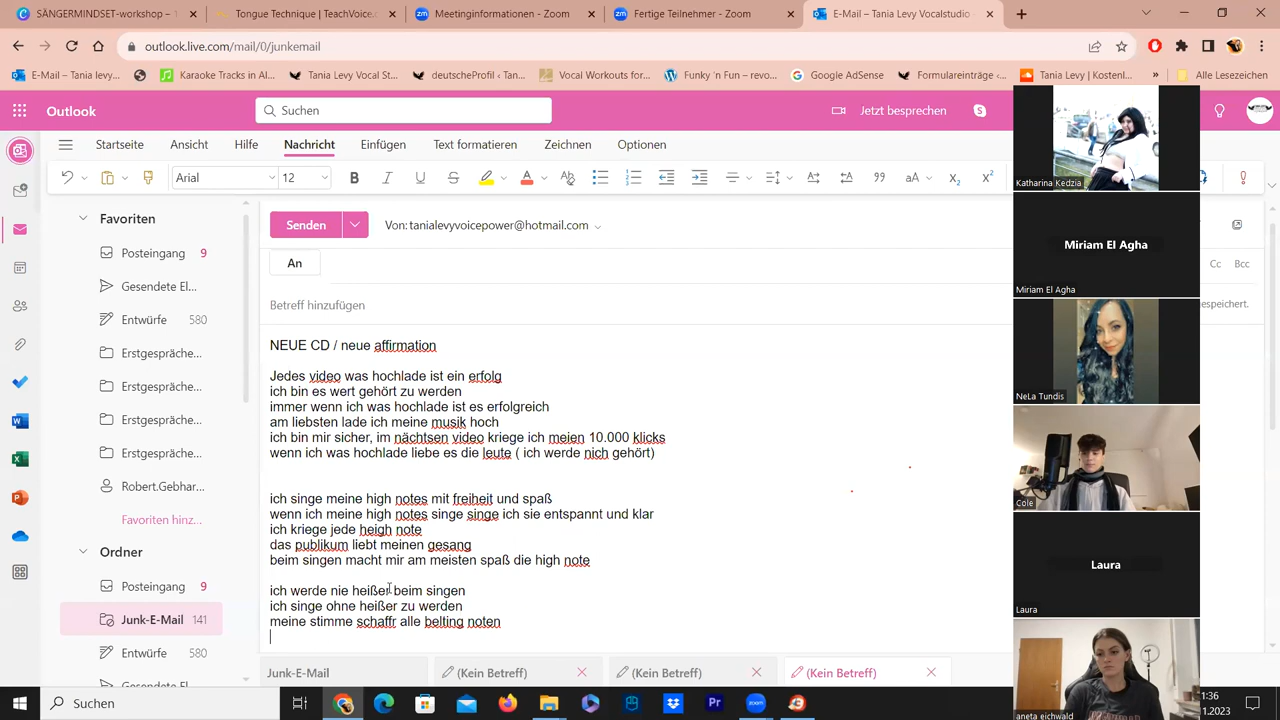 SÄNGER-MINDSET-workb
Tongue Technique/Voice
Meetinginformationen - Zoom
Fertige Teilnehmer - Zoom
E-Mail – Tania Levy Vocalstudio
outlook.live.com/mail/0/junkemail
E-Mail – Tania levy...
Karaoke Tracks in Al...
Tania Levy Vocal St...
deutscheProfil < Tan...
Vocal Workouts for...
Funky 'n Fun – revo...
Google AdSense
Formulareinträge <...
Tania Levy | Kosten...
Alle Lesezeichen
Outlook
Suchen
Jetzt besprechen
Startseite
Ansicht
Hilfe
Nachricht
Einfügen
Text formatieren
Zeichnen
Optionen
Arial
12
Favoriten
Posteingang 9
Gesendete El...
Entwürfe 580
Erstgespräche...
Erstgespräche...
Erstgespräche...
Erstgespräche...
Robert.Gebhar...
Favoriten hinz...
Ordner
Posteingang 9
Junk-E-Mail 141
Entwürfe 580
Gesendete El...
Senden
Von: tanialevyvoicepower@hotmail.com
An
Cc
Bcc
Betreff hinzufügen
espeichert.
NEUE CD / neue affirmation
Jedes video was hochlade ist ein erfolg
ich bin es wert gehört zu werden
immer wenn ich was hochlade ist es erfolgreich
am liebsten lade ich meine musik hoch
ich bin mir sicher, im nächtsen video kriege ich meien 10.000 klicks
wenn ich was hochlade liebe es die leute ( ich werde nich gehört)
ich singe meine high notes mit freiheit und spaß
wenn ich meine high notes singe singe ich sie entspannt und klar
ich kriege jede heigh note
das publikum liebt meinen gesang
beim singen macht mir am meisten spaß die high note
ich werde nie heißer beim singen
ich singe ohne heißer zu werden
meine stimme schaffr alle belting noten
Junk-E-Mail
(Kein Betreff)
(Kein Betreff)
(Kein Betreff)
Katharina Kedzia
Miriam El Agha
Miriam El Agha
NeLa Tundis
Cole
Laura
Laura
aneta eichwald
Suchen